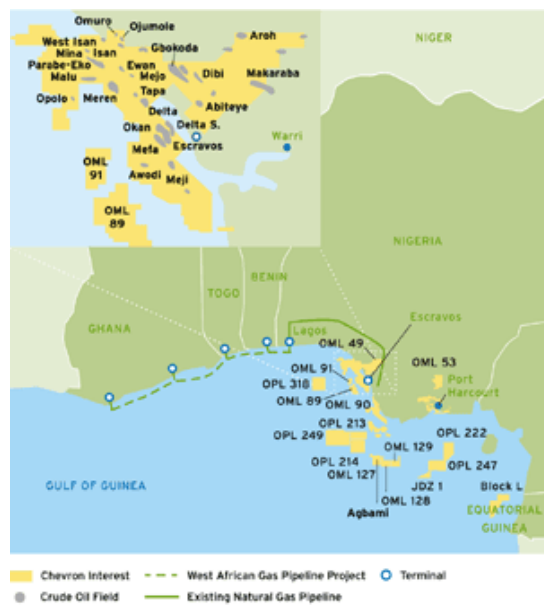 Omuro
Ojumole
Aroh
West Isan
Gbokoda
Mina
Isan
Parabe-Eko
Ewan
Dibi
Makaraba
Malu
Mejo
Opolo
Meren
Tapa
Abiteye
Delta
Okan
Delta S.
Mefa
Escravos
Warri
OML
91
Awodi
Meji
OML
89
NIGER
NIGERIA
BENIN
TOGO
GHANA
Lagos
Escravos
OML 49
OML 53
OML 91
Port
Harcourt
OPL 318
OML 89
OML 90
OPL 213
OPL 222
OPL 249
OML 129
OPL 214
OPL 247
OML 127
JDZ 1
Block L
OML 128
Agbami
GULF OF GUINEA
EQUATORIAL
GUINEA
Chevron Interest
West African Gas Pipeline Project
Terminal
Crude Oil Field
Existing Natural Gas Pipeline